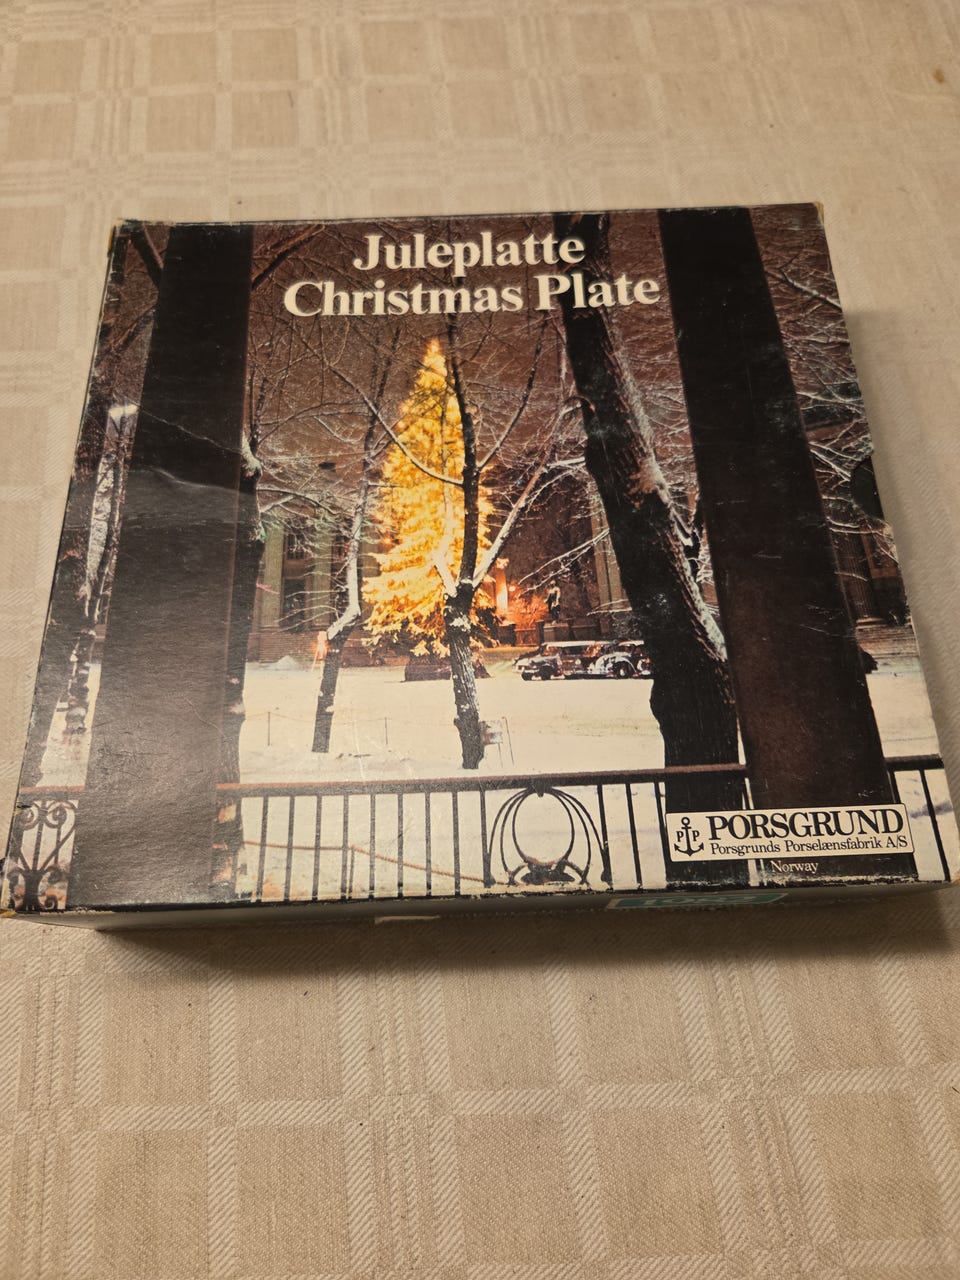 Juleplatte
Christmas Plate
P P PORSGRUND
Porsgrunds Porselænsfabrik A/S
Norway